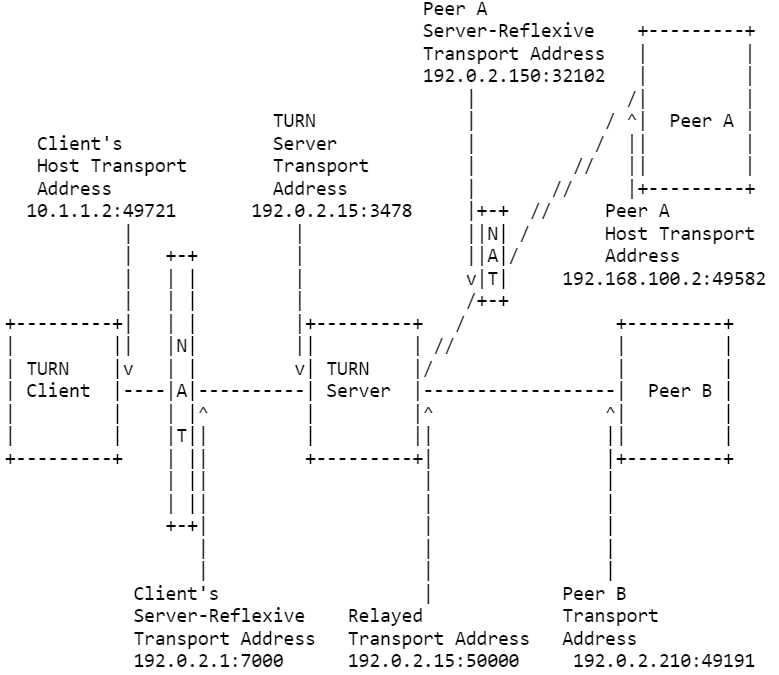 Peer A
Server-Reflexive
Transport Address
192.0.2.150:32102
TURN
Server
Transport
Address
192.0.2.15:3478
Client's
Host Transport
Address
10.1.1.2:49721
Peer A
N
A
T
Peer A
Host Transport
Address
192.168.100.2:49582
TURN
Client
N
A
T
TURN
Server
Peer B
Client's
Server-Reflexive
Transport Address
192.0.2.1:7000
Relayed
Transport Address
192.0.2.15:50000
Peer B
Transport
Address
192.0.2.210:49191